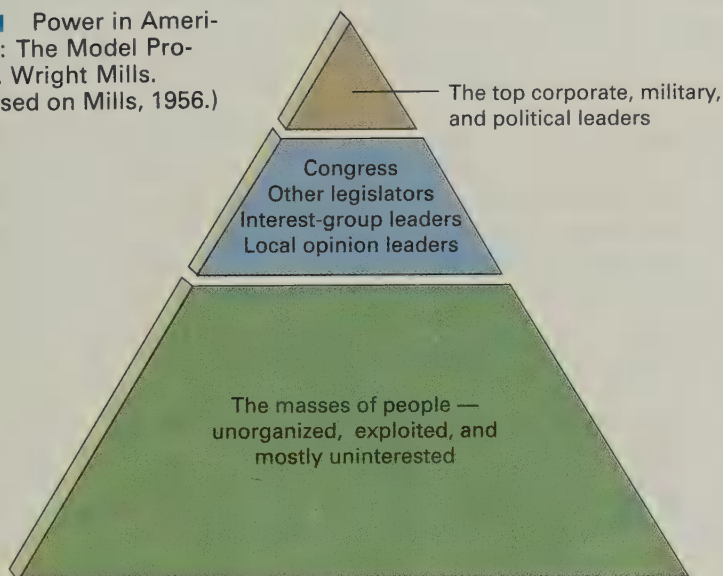 Power in Ameri-
: The Model Pro-
. Wright Mills.
sed on Mills, 1956.)
The top corporate, military,
and political leaders
Congress
Other legislators
Interest-group leaders
Local opinion leaders
The masses of people —
unorganized, exploited, and
mostly uninterested